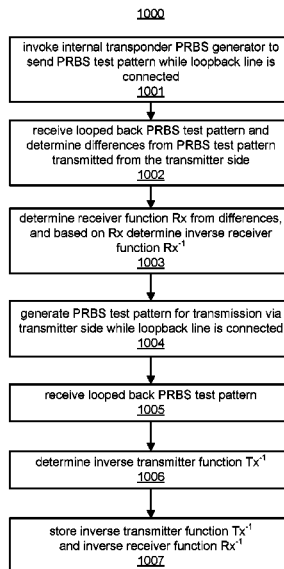 1000
invoke internal transponder PRBS generator to
send PRBS test pattern while loopback line is
connected
1001
receive looped back PRBS test pattern and
determine differences from PRBS test pattern
transmitted from the transmitter side
1002
determine receiver function Rx from differences,
and based on Rx determine inverse receiver
function Rx⁻¹
1003
generate PRBS test pattern for transmission via
transmitter side while loopback line is connected
1004
receive looped back PRBS test pattern
1005
determine inverse transmitter function Tx⁻¹
1006
store inverse transmitter function Tx⁻¹
and inverse receiver function Rx⁻¹
1007